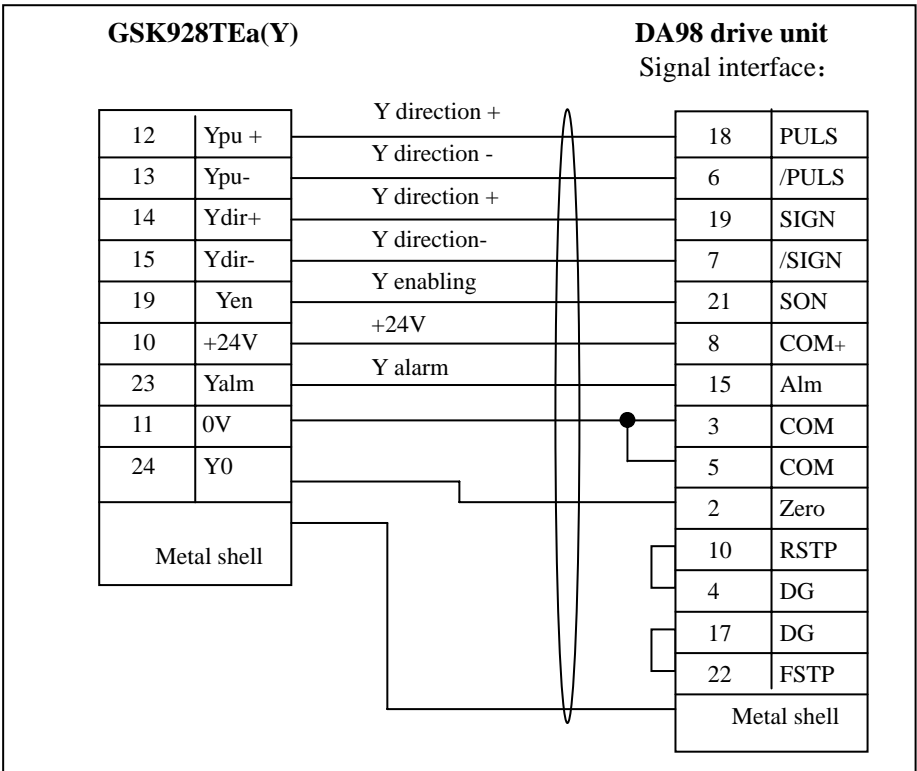 GSK928TEa(Y)
DA98 drive unit
Signal interface：
12 Ypu + Y direction + 18 PULS
13 Ypu- Y direction - 6 /PULS
14 Ydir+ Y direction + 19 SIGN
15 Ydir- Y direction- 7 /SIGN
19 Yen Y enabling 21 SON
10 +24V +24V 8 COM+
23 Yalm Y alarm 15 Alm
11 0V 3 COM
24 Y0 5 COM
2 Zero
Metal shell 10 RSTP
4 DG
17 DG
22 FSTP
Metal shell